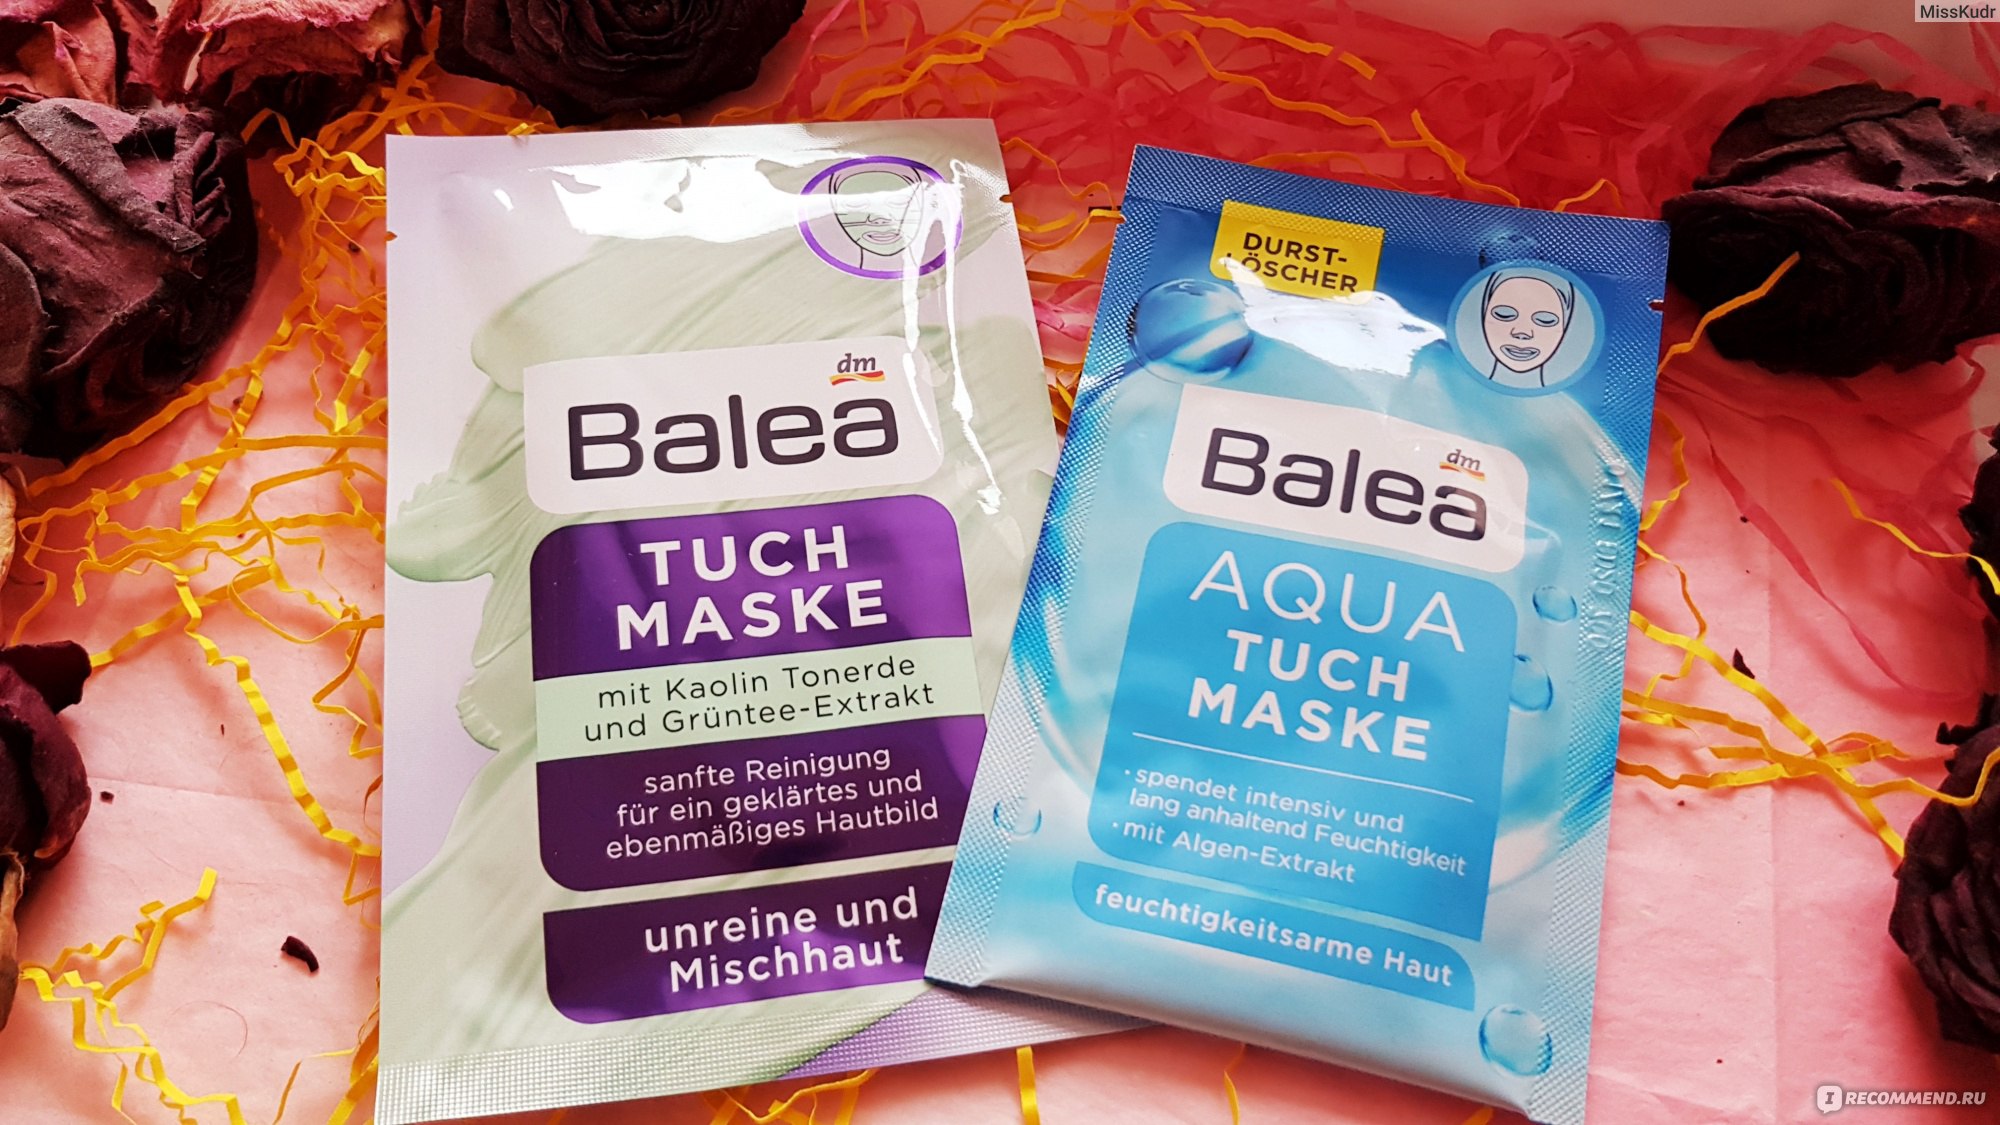 MissKudr
dm
Balea
TUCH
MASKE
mit Kaolin Tonerde
und Grüntee-Extrakt
sanfte Reinigung
für ein geklärtes und
ebenmäßiges Hautbild
unreine und
Mischhaut
DURST-
LÖSCHER
dm
Balea
AQUA
TUCH
MASKE
· spendet intensiv und
lang anhaltend Feuchtigkeit
· mit Algen-Extrakt
feuchtigkeitsarme Haut
I RECOMMEND.RU